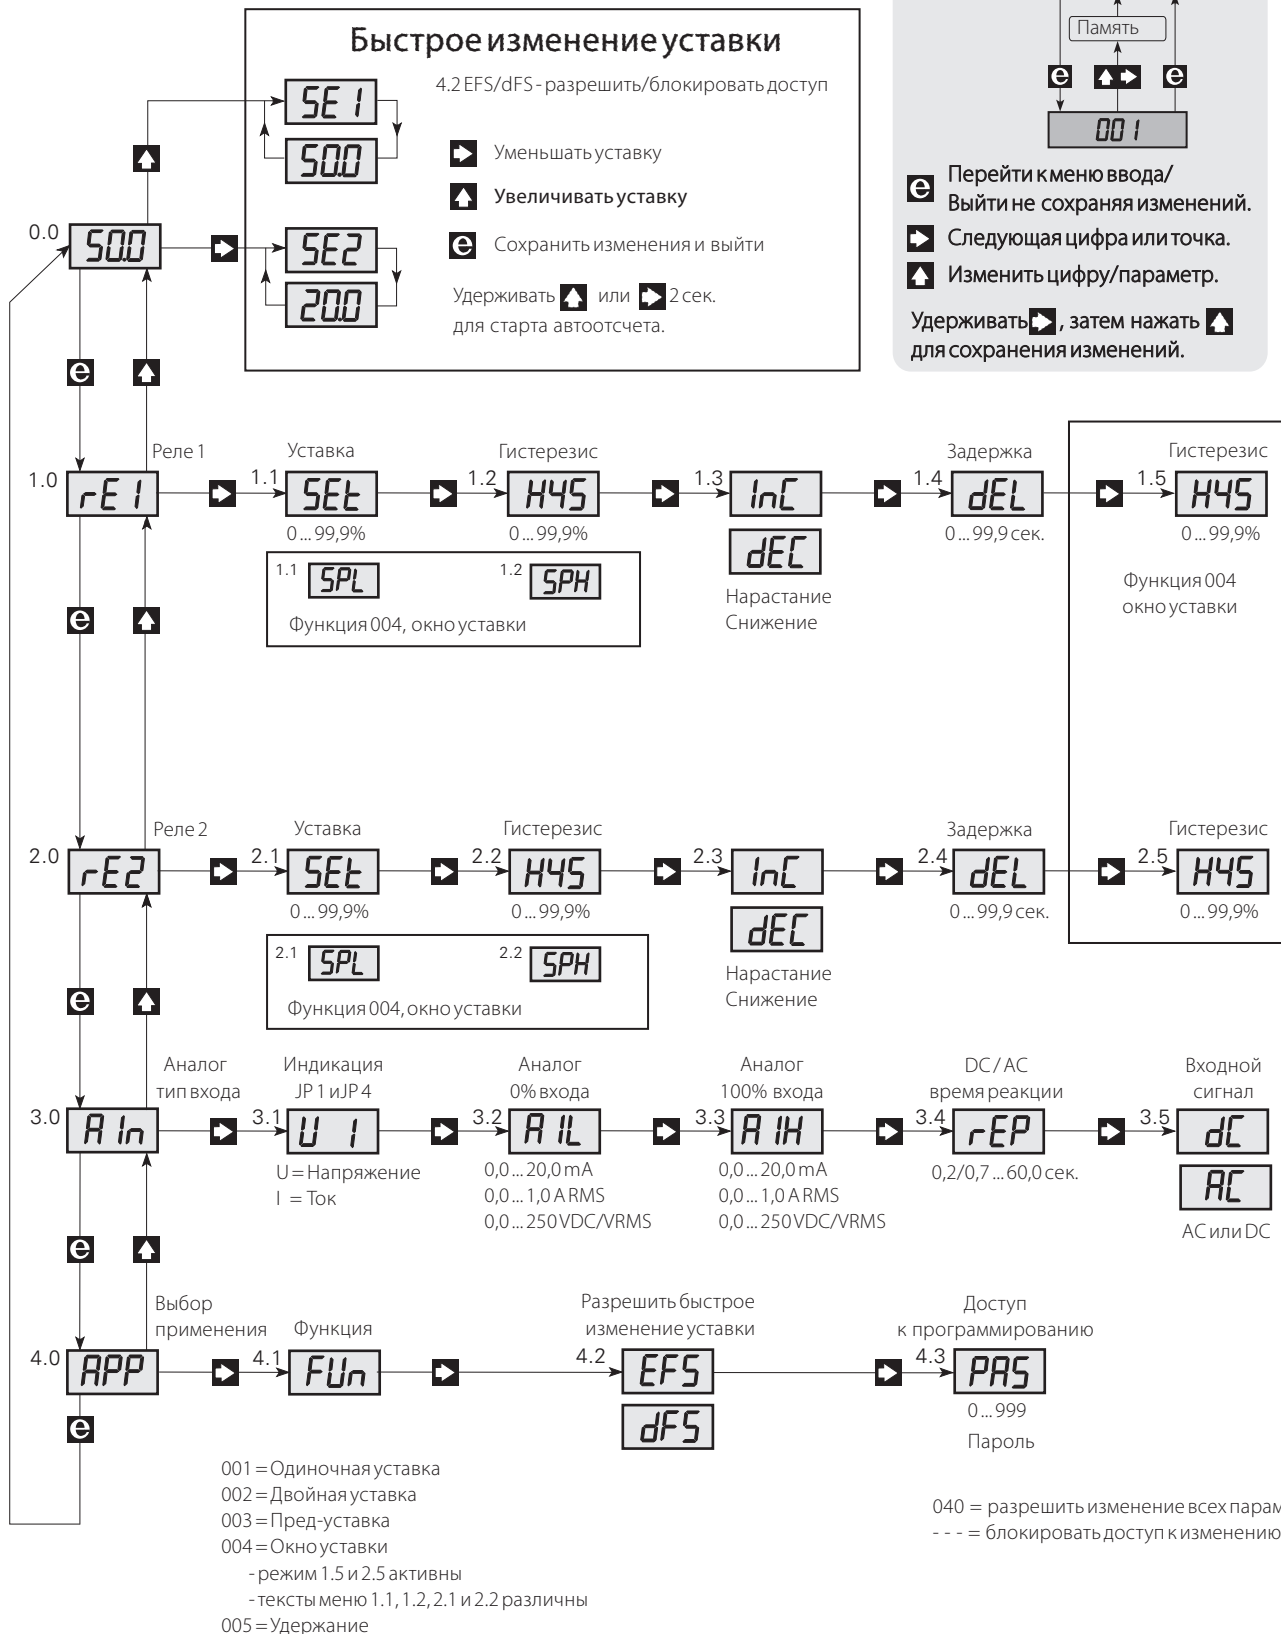 Быстрое изменение уставки
4.2 EFS/dFS - разрешить/блокировать доступ
SE1
50.0
Уменьшать уставку
Увеличивать уставку
SE2
20.0
e Сохранить изменения и выйти
Удерживать или 2 сек.
для старта автоотсчета.
Память
e e
001
e Перейти к меню ввода/
Выйти не сохраняя изменений.
Следующая цифра или точка.
Изменить цифру/параметр.
Удерживать , затем нажать
для сохранения изменений.
0.0 50.0
e
Реле 1 Уставка Гистерезис Задержка Гистерезис
1.0 rE1 1.1 SEt 1.2 HYS 1.3 InC 1.4 dEL 1.5 HYS
0 ... 99,9% 0 ... 99,9% dEC 0 ... 99,9 сек. 0 ... 99,9%
1.1 SPL 1.2 SPH
Функция 004, окно уставки
Нарастание
Снижение
Функция 004
окно уставки
e
Реле 2 Уставка Гистерезис Задержка Гистерезис
2.0 rE2 2.1 SEt 2.2 HYS 2.3 InC 2.4 dEL 2.5 HYS
0 ... 99,9% 0 ... 99,9% dEC 0 ... 99,9 сек. 0 ... 99,9%
2.1 SPL 2.2 SPH
Функция 004, окно уставки
Нарастание
Снижение
e
Аналог Индикация Аналог Аналог DC / AC Входной
тип входа JP 1 и JP 4 0% входа 100% входа время реакции сигнал
3.0 AIn 3.1 U I 3.2 AIL 3.3 AIH 3.4 rEP 3.5 dC
U = Напряжение 0,0 ... 20,0 mA 0,0 ... 20,0 mA 0,2/0,7 ... 60,0 сек. AC
I = Ток 0,0 ... 1,0 A RMS 0,0 ... 1,0 A RMS
0,0 ... 250 VDC/VRMS 0,0 ... 250 VDC/VRMS AC или DC
e
Выбор Разрешить быстрое Доступ
применения Функция изменение уставки к программированию
4.0 APP 4.1 FUn 4.2 EFS 4.3 PAS
e dFS 0 ... 999
Пароль
001 = Одиночная уставка
002 = Двойная уставка
003 = Пред-уставка
004 = Окно уставки
- режим 1.5 и 2.5 активны
- тексты меню 1.1, 1.2, 2.1 и 2.2 различны
005 = Удержание
040 = разрешить изменение всех
- - - = блокировать доступ к изменению